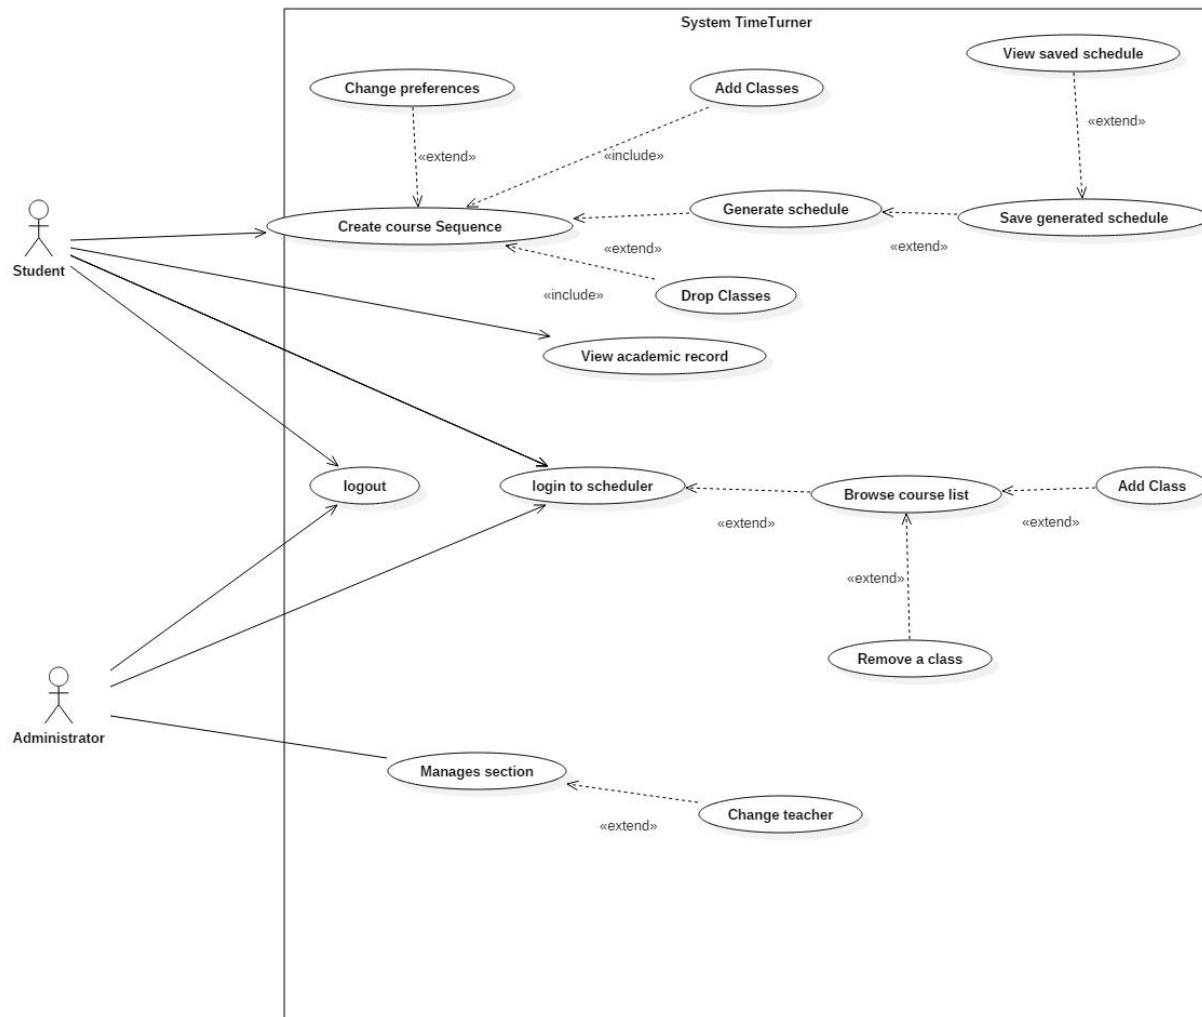 System TimeTurner
View saved schedule
Change preferences
Add Classes
«extend»
«extend»
«include»
Create course Sequence
Generate schedule
Save generated schedule
«extend»
«extend»
Student
«include»
Drop Classes
View academic record
logout
login to scheduler
Browse course list
Add Class
«extend»
«extend»
«extend»
Remove a class
Administrator
Manages section
Change teacher
«extend»